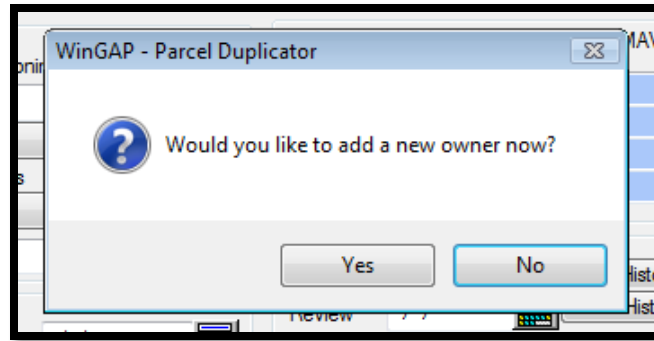 WinGAP - Parcel Duplicator
Would you like to add a new owner now?
Yes
No
Review